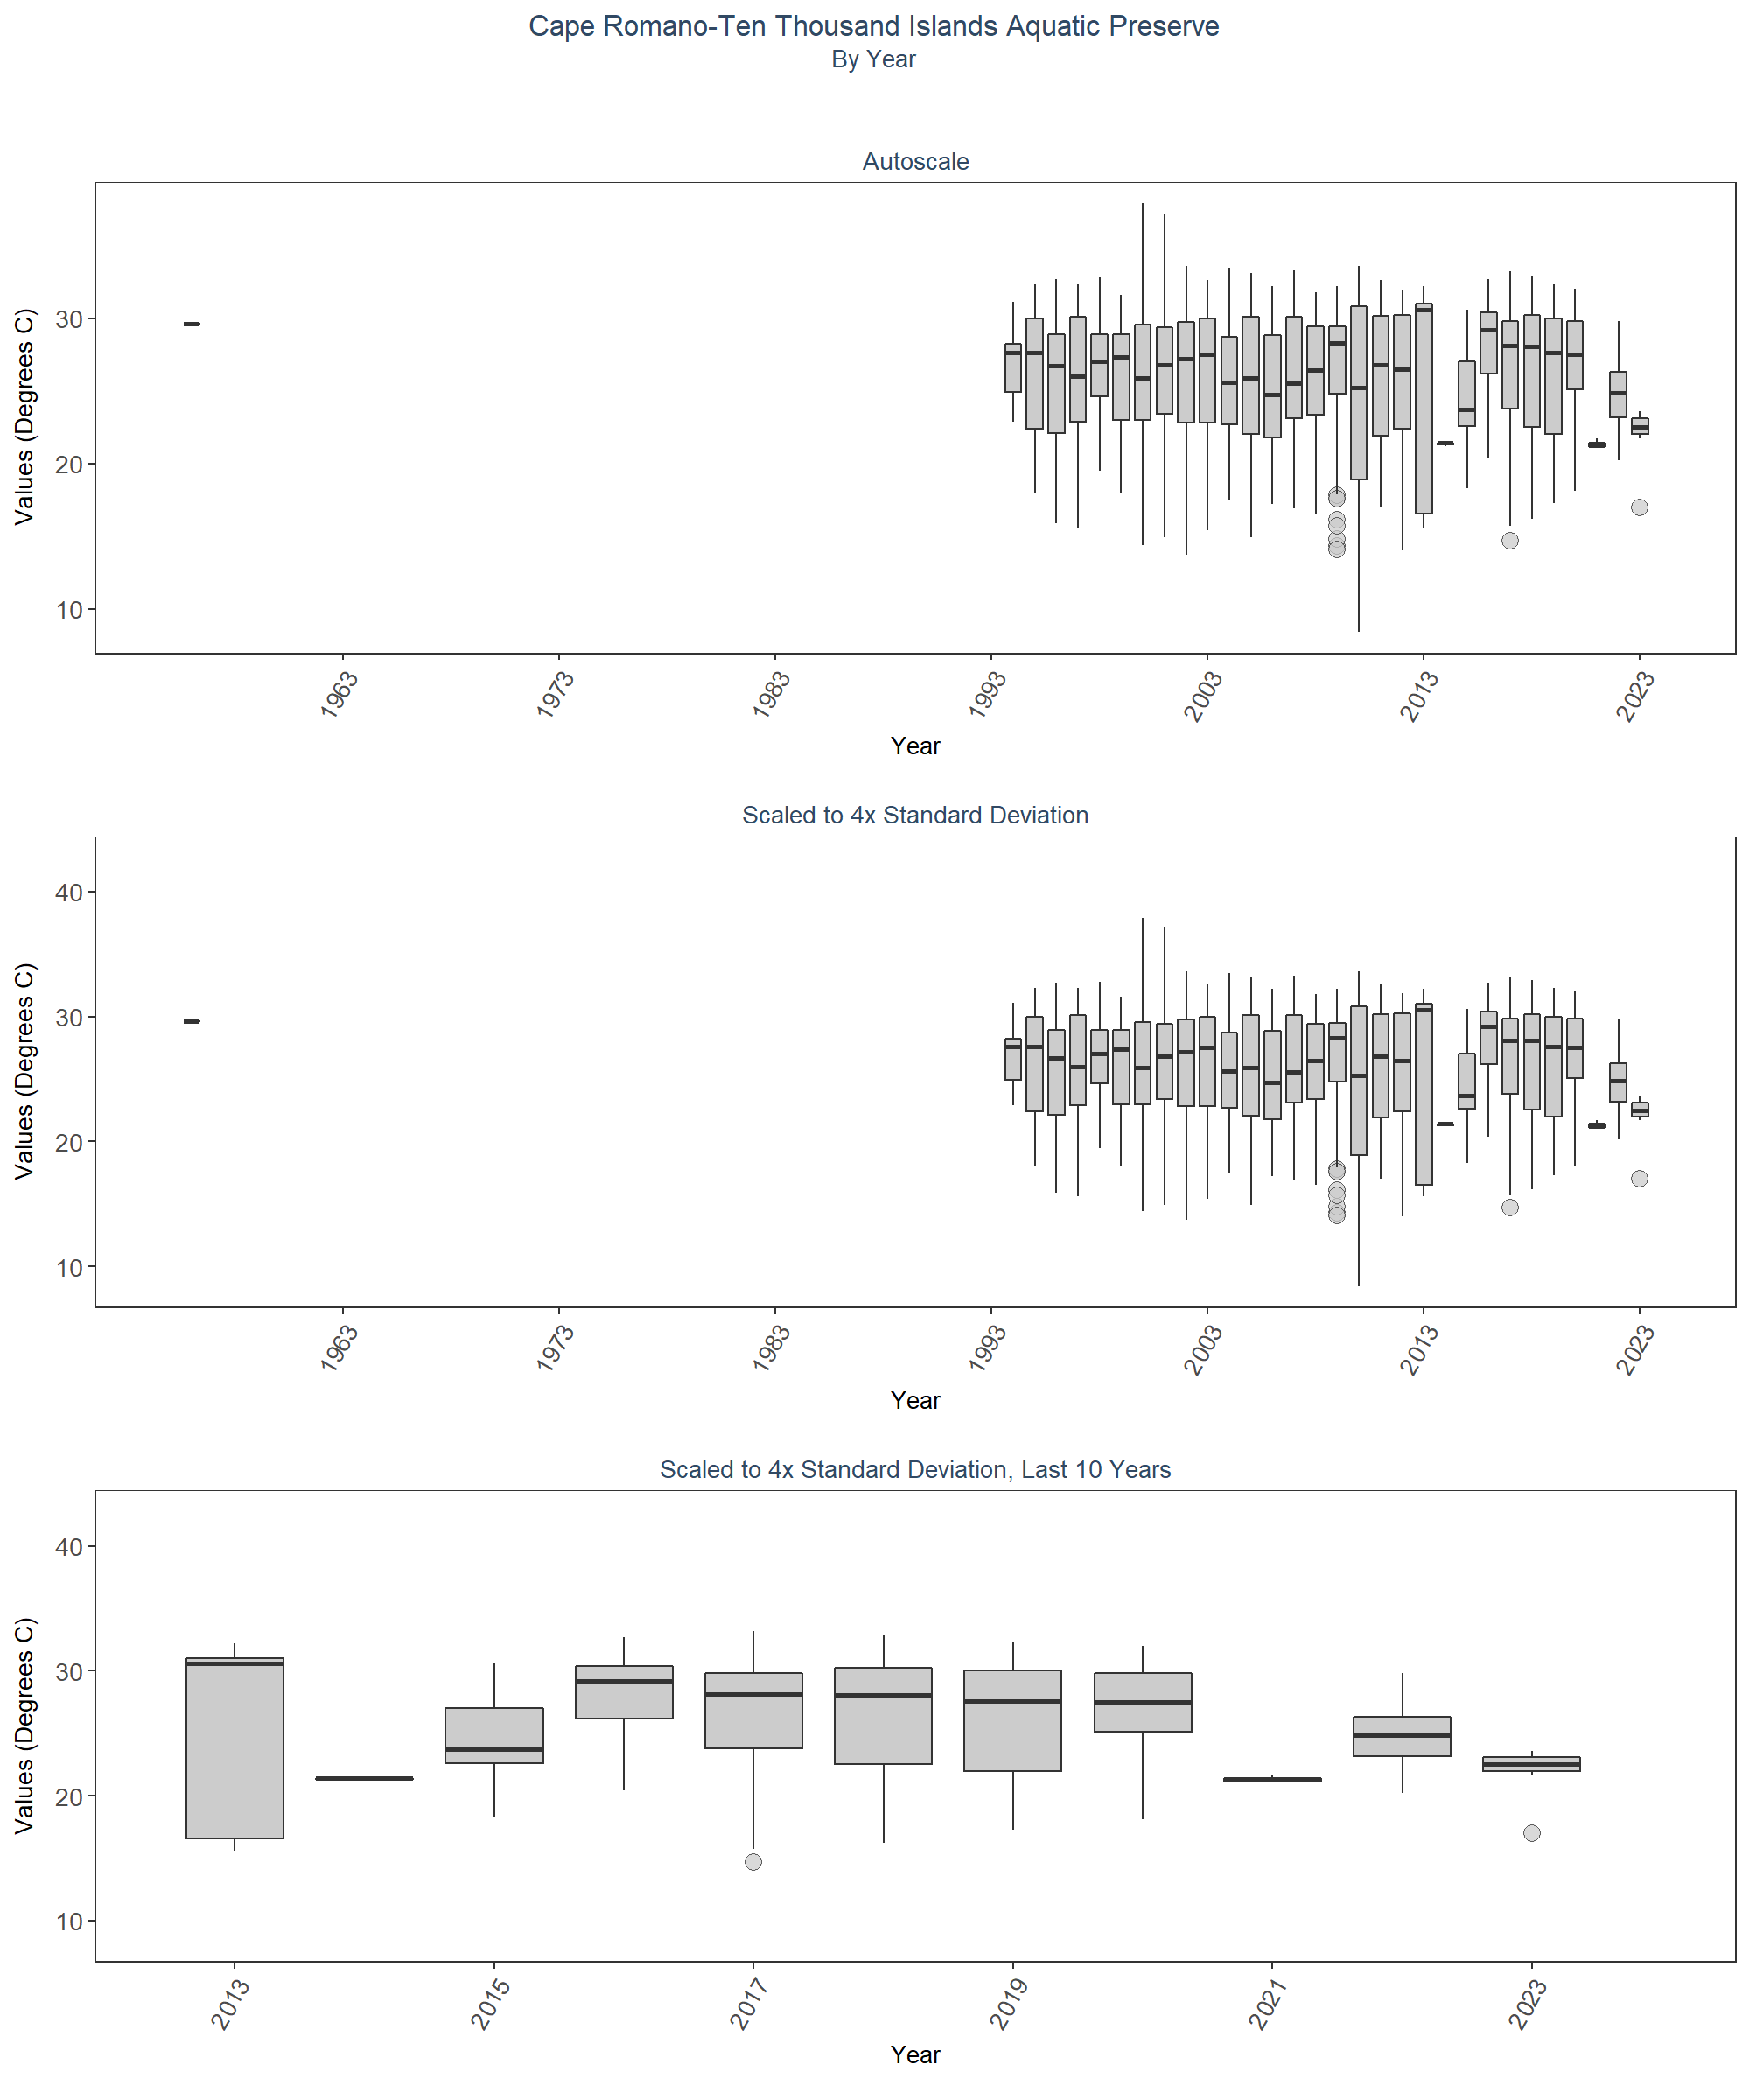 Cape Romano-Ten Thousand Islands Aquatic Preserve
By Year
Autoscale
Values (Degrees C)
30
20
10
1963
1973
1983
1993
2003
2013
2023
Year
Scaled to 4x Standard Deviation
Values (Degrees C)
40
30
20
10
1963
1973
1983
1993
2003
2013
2023
Year
Scaled to 4x Standard Deviation, Last 10 Years
Values (Degrees C)
40
30
20
10
2013
2015
2017
2019
2021
2023
Year